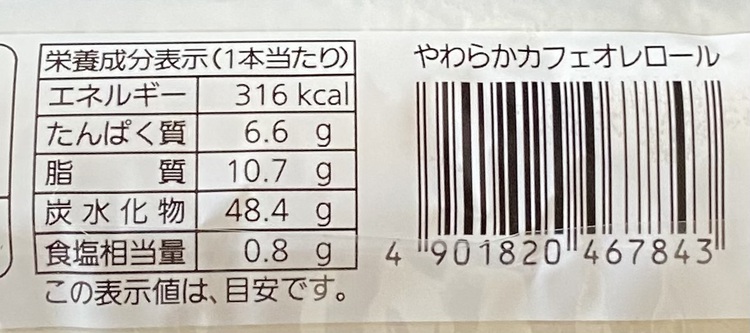 栄養成分表示(1本当たり)
エネルギー 316 kcal
たんぱく質 6.6 g
脂質 10.7 g
炭水化物 48.4 g
食塩相当量 0.8 g
この表示値は、目安です。
やわらかカフェオレロール
4 901820 467843